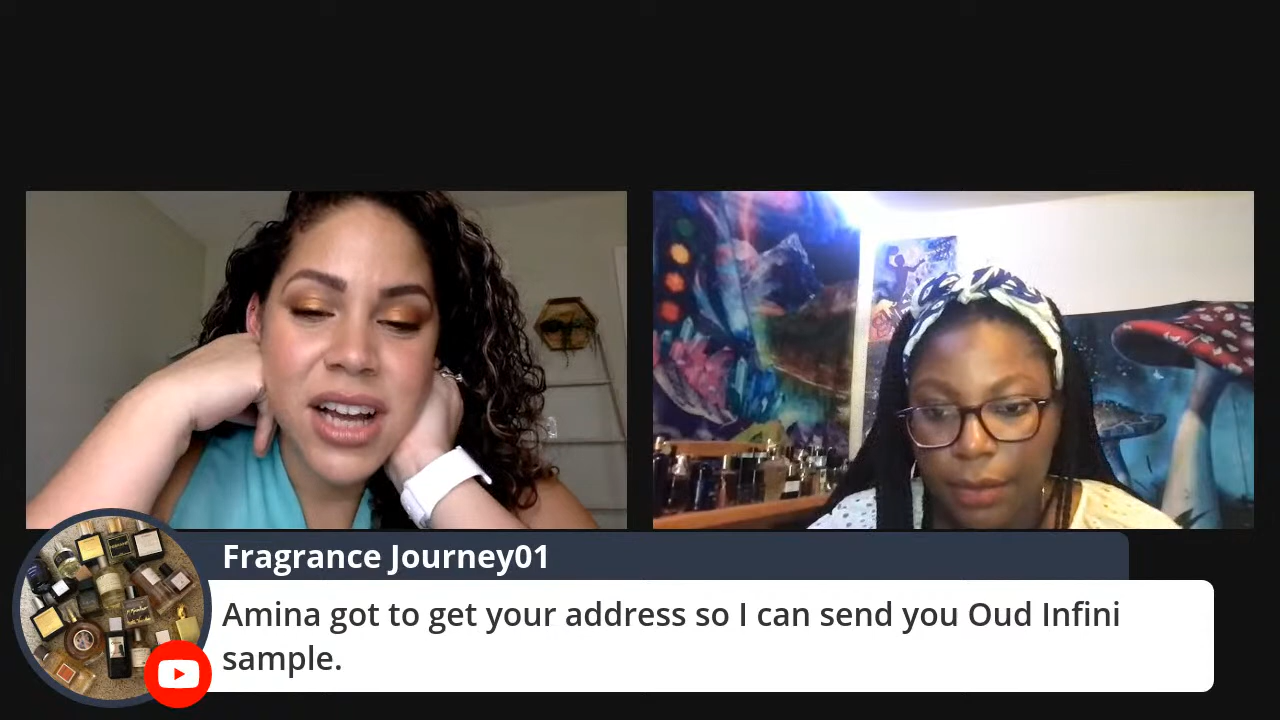 Fragrance Journey01
Amina got to get your address so I can send you Oud Infini
sample.